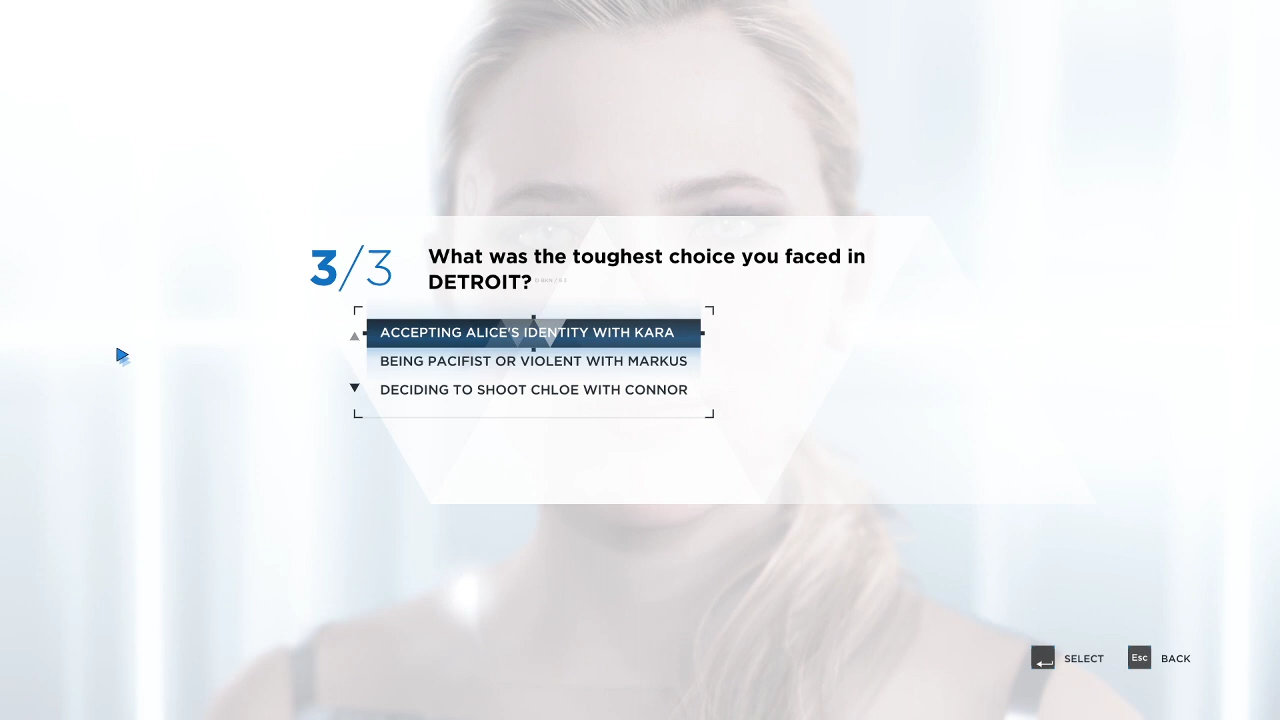 3/3
What was the toughest choice you faced in
DETROIT?
ACCEPTING ALICE'S IDENTITY WITH KARA
BEING PACIFIST OR VIOLENT WITH MARKUS
DECIDING TO SHOOT CHLOE WITH CONNOR
SELECT
Esc
BACK